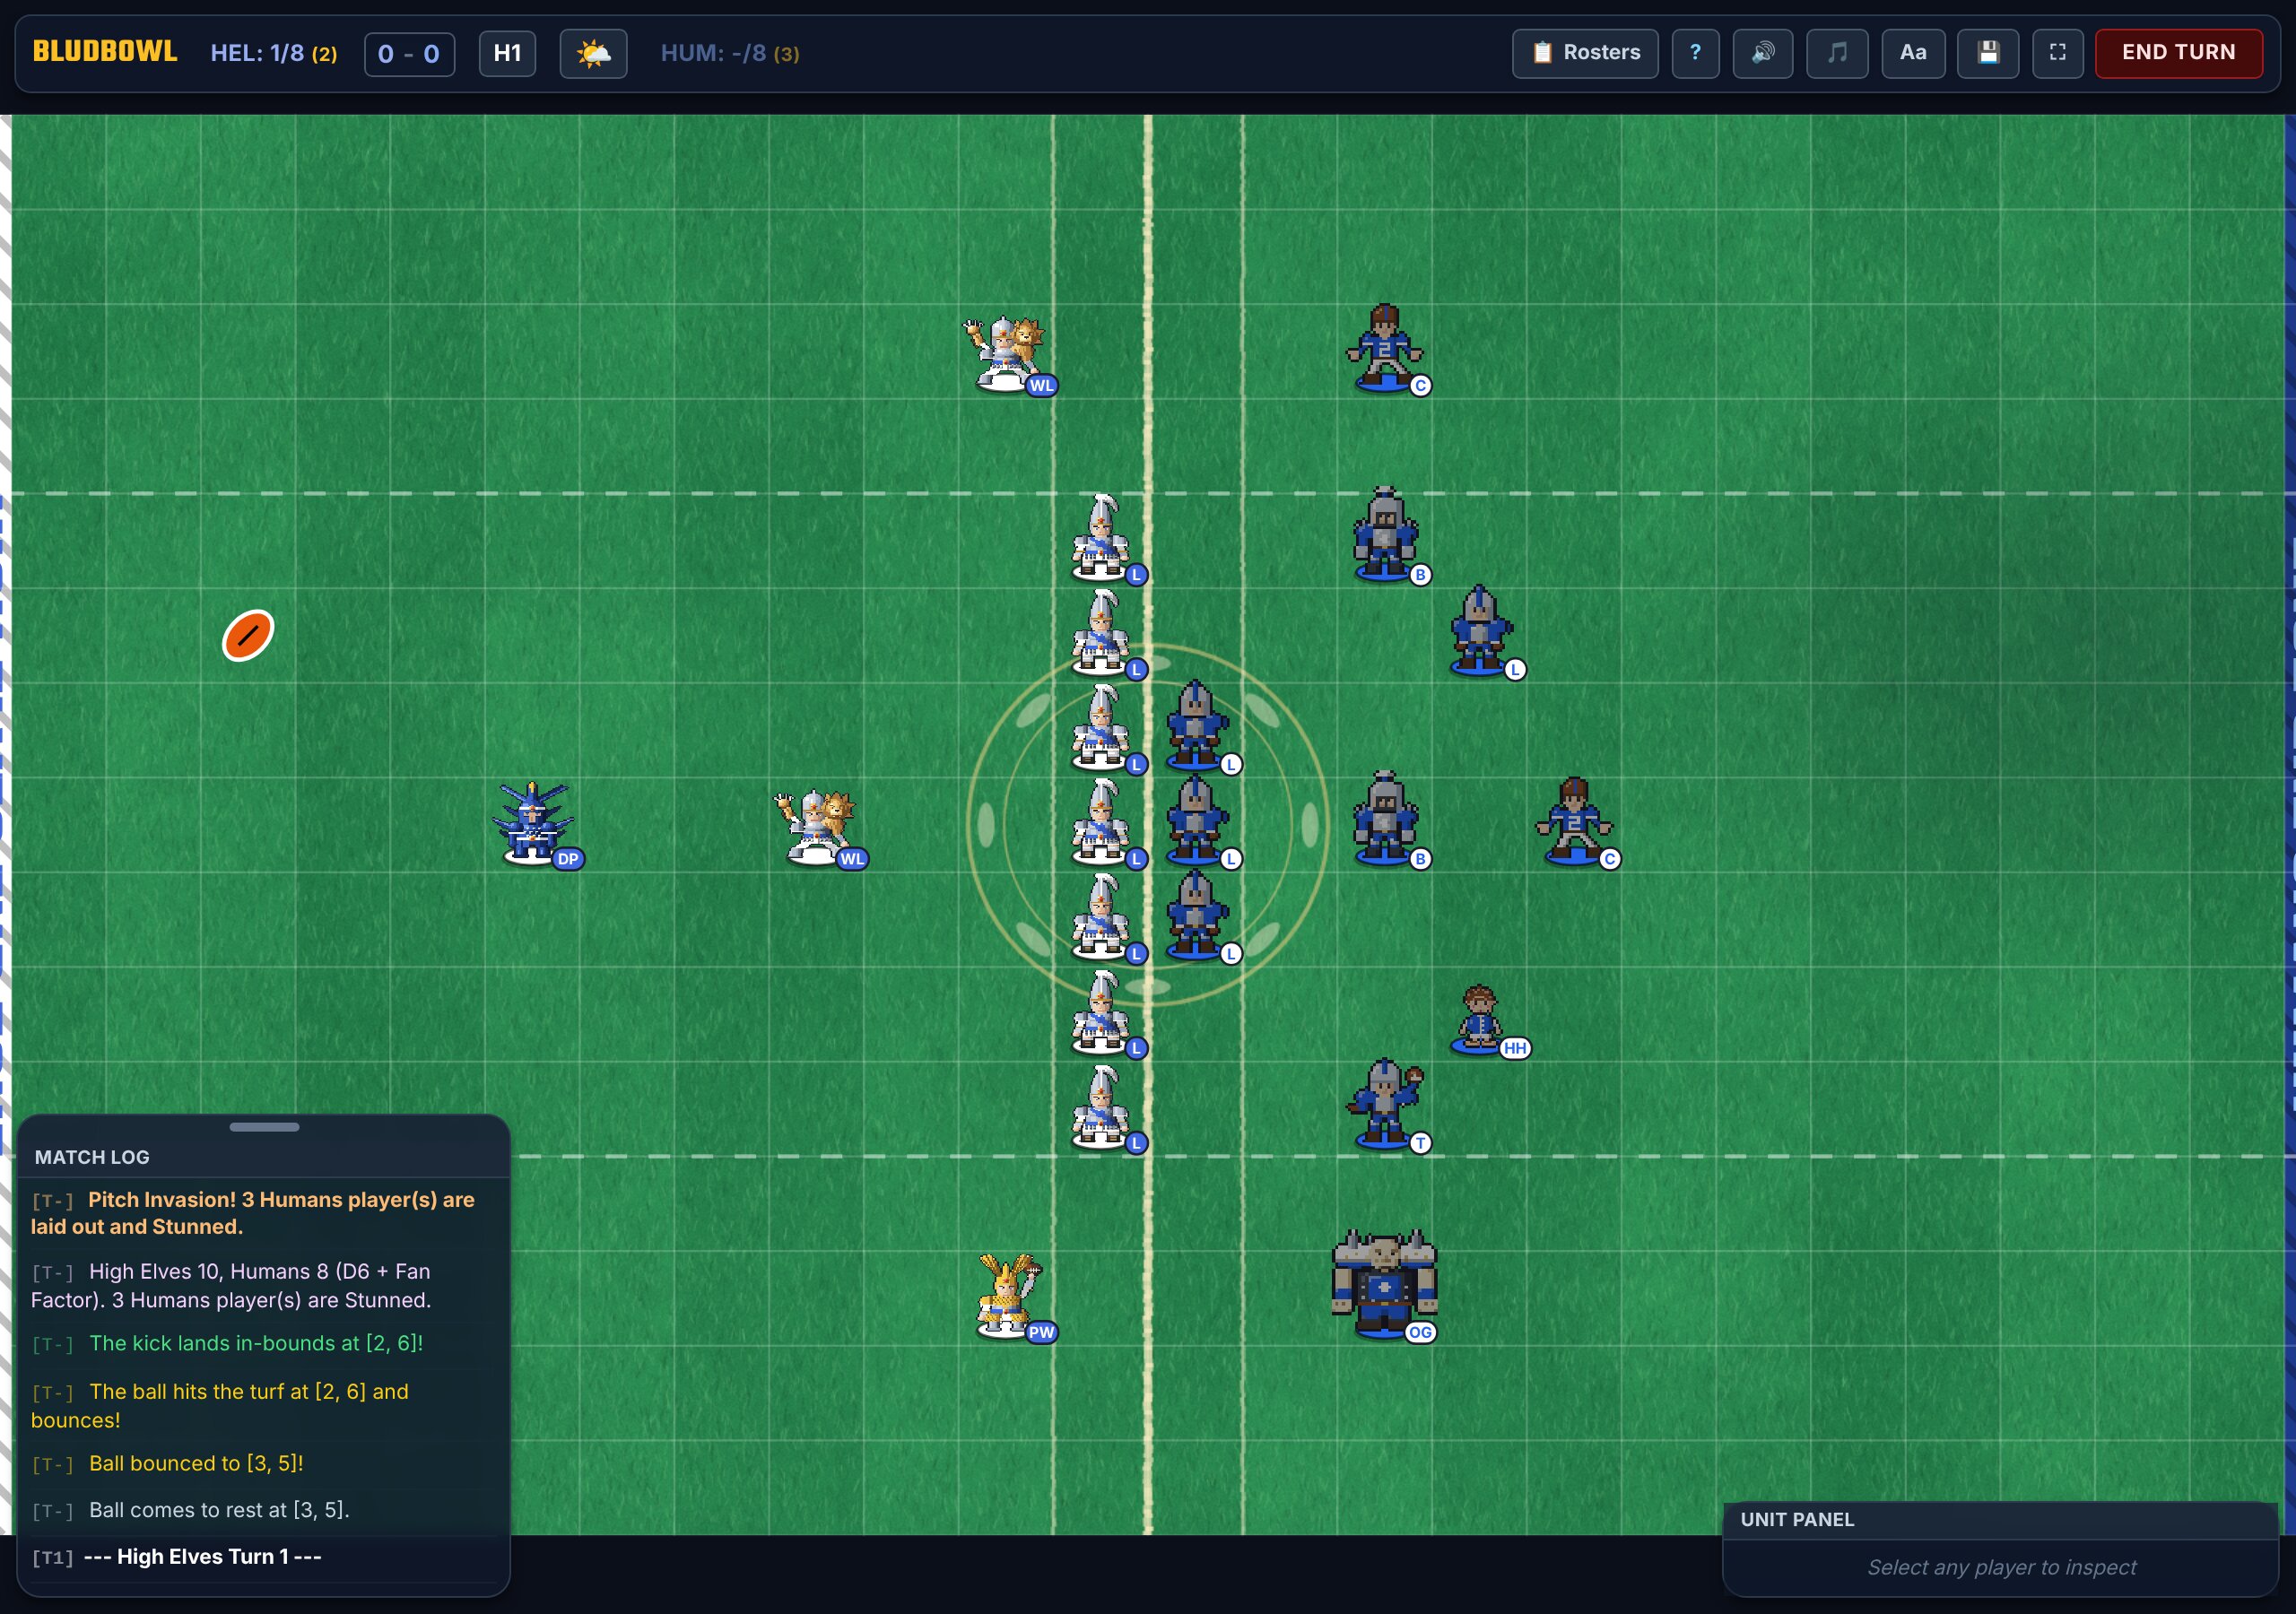 BLUDBOWL HEL: 1/8 (2) 0 - 0 H1 HUM: -/8 (3) Rosters ? Aa END TURN
WL C
2
L B
L L
L L
DP WL L L B C
2
L L
L HH
L T
PW OG
MATCH LOG
[T-] Pitch Invasion! 3 Humans player(s) are
laid out and Stunned.
[T-] High Elves 10, Humans 8 (D6 + Fan
Factor). 3 Humans player(s) are Stunned.
[T-] The kick lands in-bounds at [2, 6]!
[T-] The ball hits the turf at [2, 6] and
bounces!
[T-] Ball bounced to [3, 5]!
[T-] Ball comes to rest at [3, 5].
[T1] --- High Elves Turn 1 ---
UNIT PANEL
Select any player to inspect